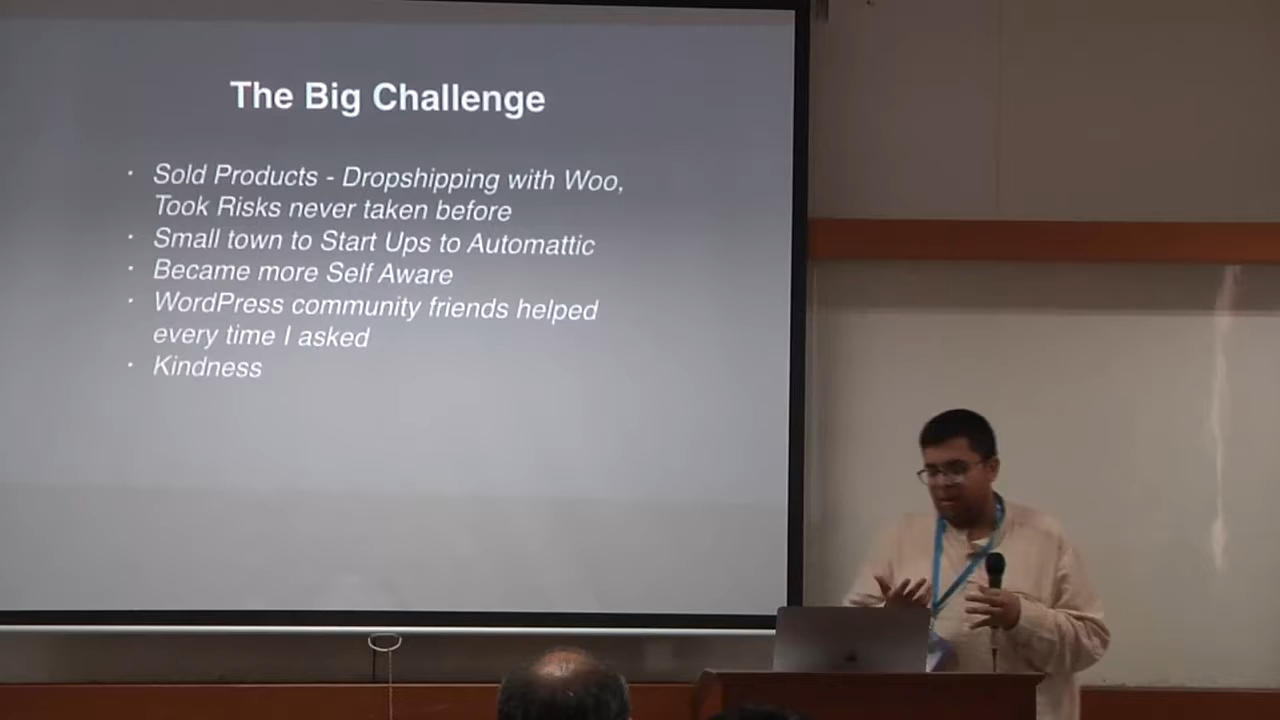 The Big Challenge
· Sold Products - Dropshipping with Woo,
Took Risks never taken before
· Small town to Start Ups to Automattic
· Became more Self Aware
· WordPress community friends helped
every time I asked
· Kindness